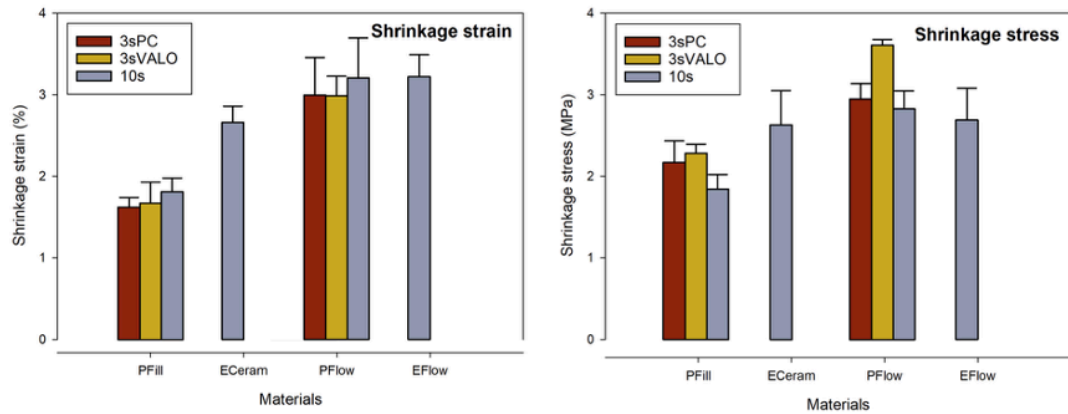 Shrinkage strain
3sPC
3sVALO
10s
Shrinkage strain (%)
4
3
2
1
0
PFill ECeram PFlow EFlow
Materials
Shrinkage stress
3sPC
3sVALO
10s
Shrinkage stress (MPa)
4
3
2
1
0
PFill ECeram PFlow EFlow
Materials